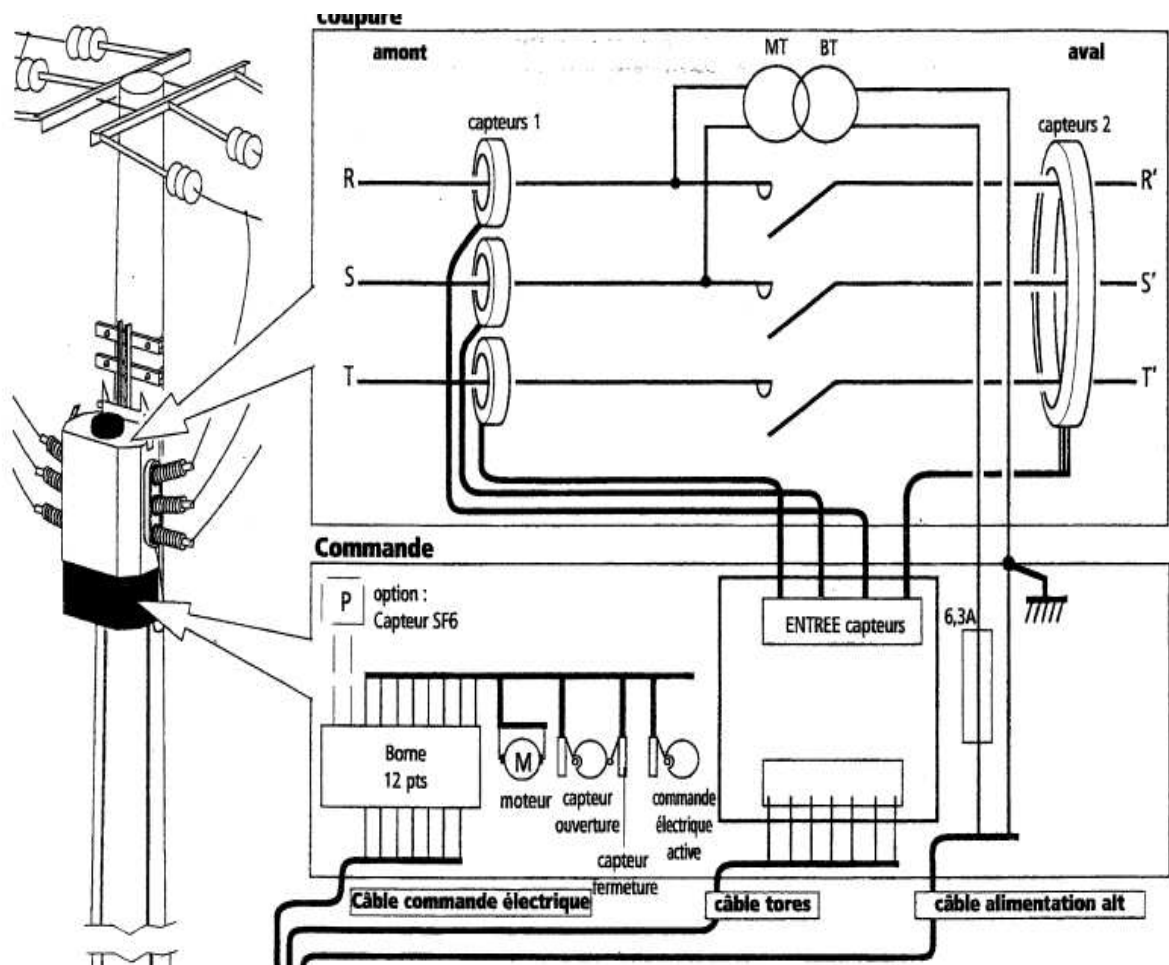 coupure
amont
MT
BT
aval
capteurs 1
capteurs 2
R
R'
S
S'
T
T'
Commande
P
option :
Capteur SF6
ENTREE capteurs
6,3A
Borne
12 pts
M
moteur
capteur
ouverture
capteur
fermeture
commande
électrique
active
Câble commande électrique
câble tores
câble alimentation alt